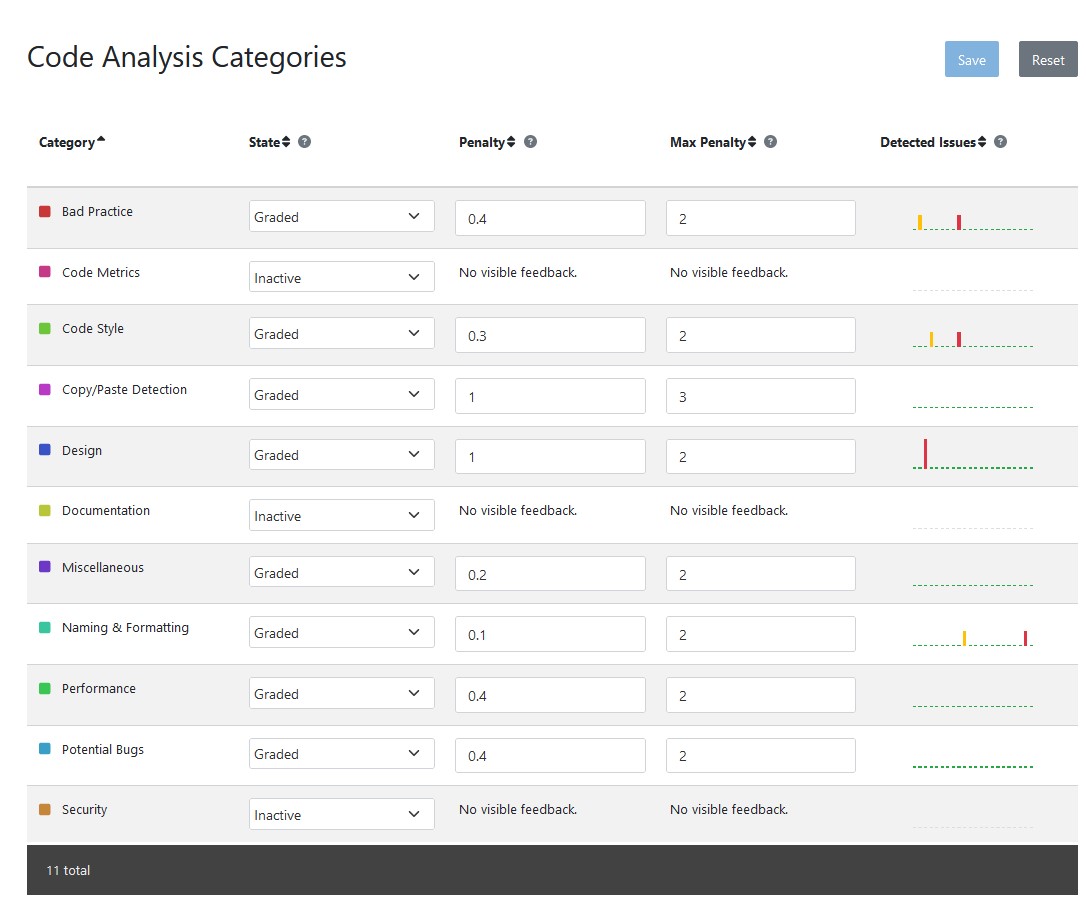 Code Analysis Categories
Save Reset
Category State ? Penalty ? Max Penalty ? Detected Issues ?
Bad Practice Graded 0.4 2
Code Metrics Inactive No visible feedback. No visible feedback.
Code Style Graded 0.3 2
Copy/Paste Detection Graded 1 3
Design Graded 1 2
Documentation Inactive No visible feedback. No visible feedback.
Miscellaneous Graded 0.2 2
Naming & Formatting Graded 0.1 2
Performance Graded 0.4 2
Potential Bugs Graded 0.4 2
Security Inactive No visible feedback. No visible feedback.
11 total